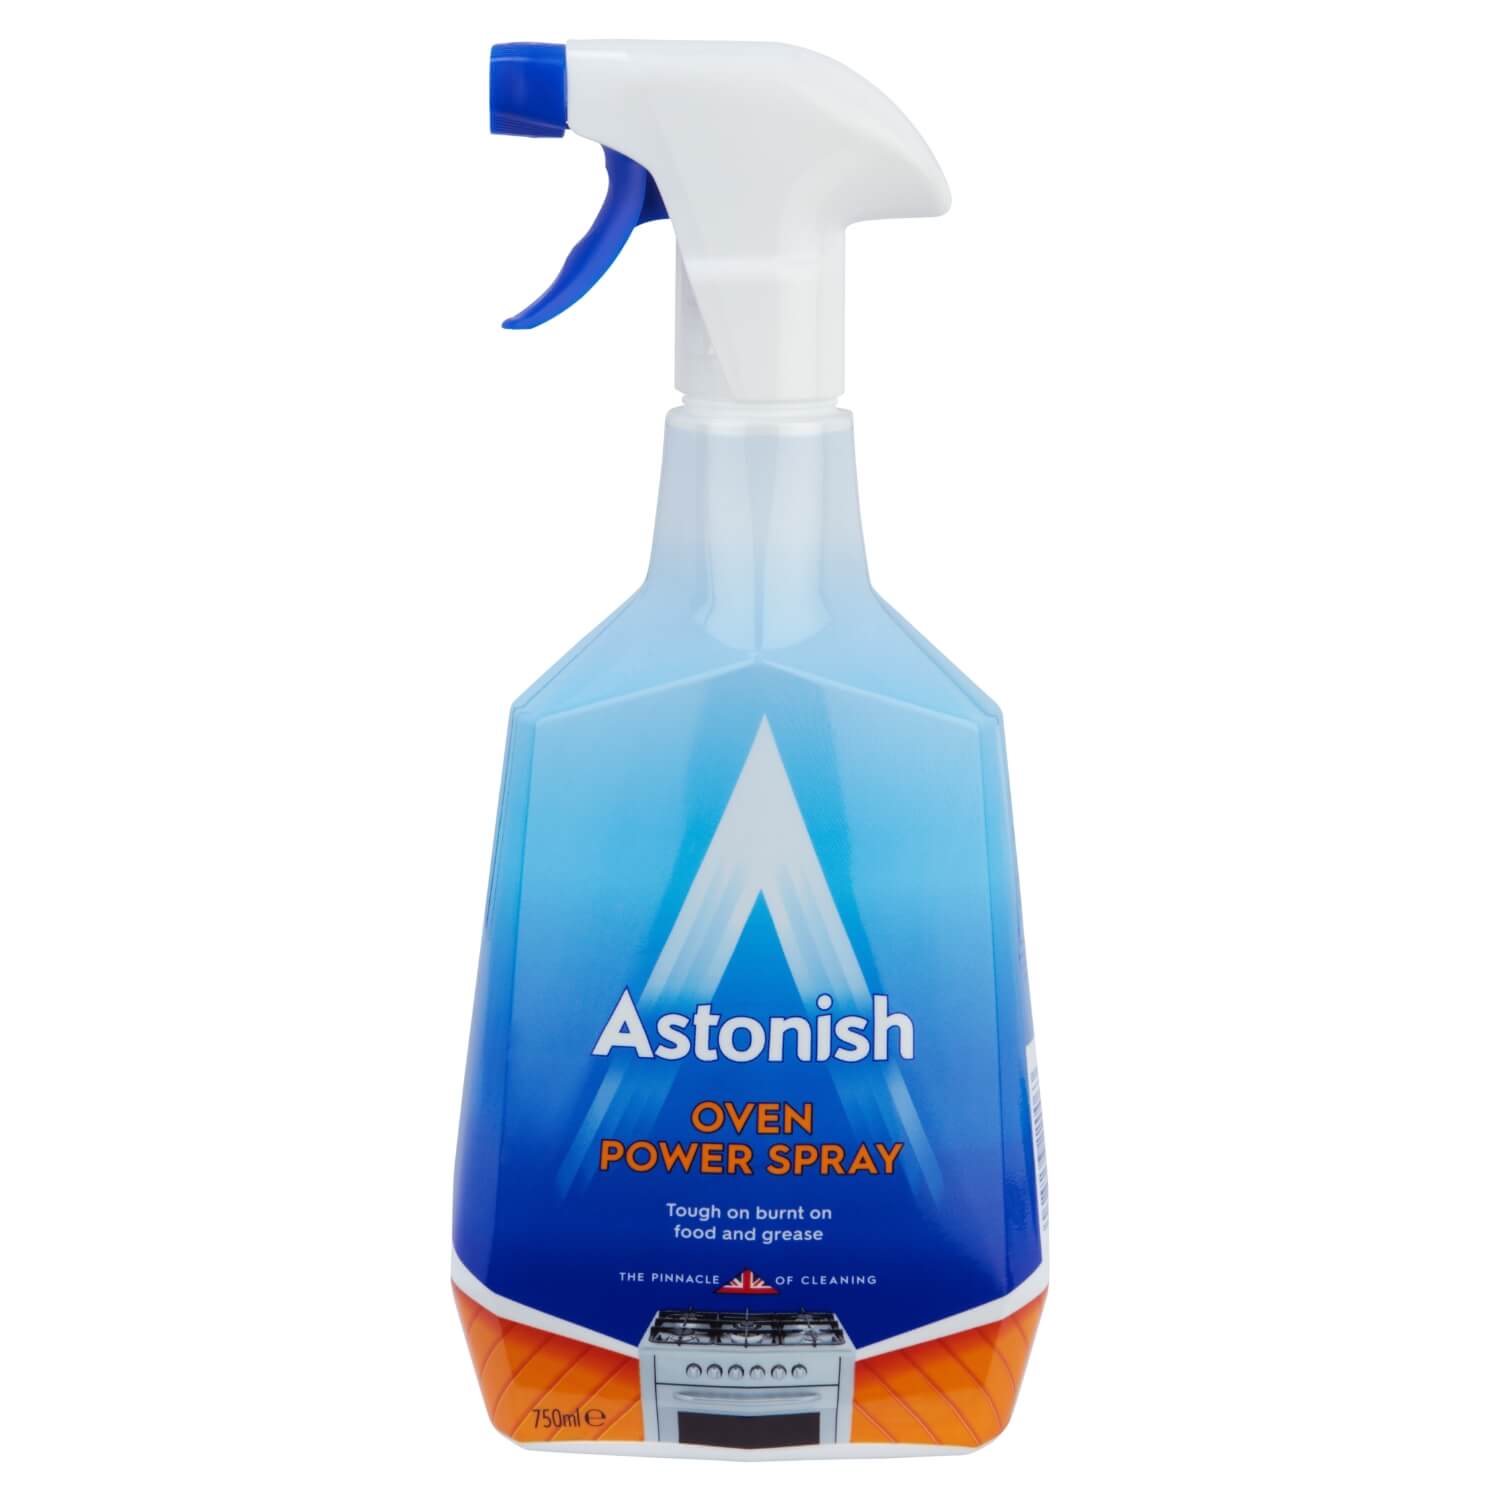 Astonish
OVEN
POWER SPRAY
Tough on burnt on
food and grease
THE PINNACLE OF CLEANING
750ml e